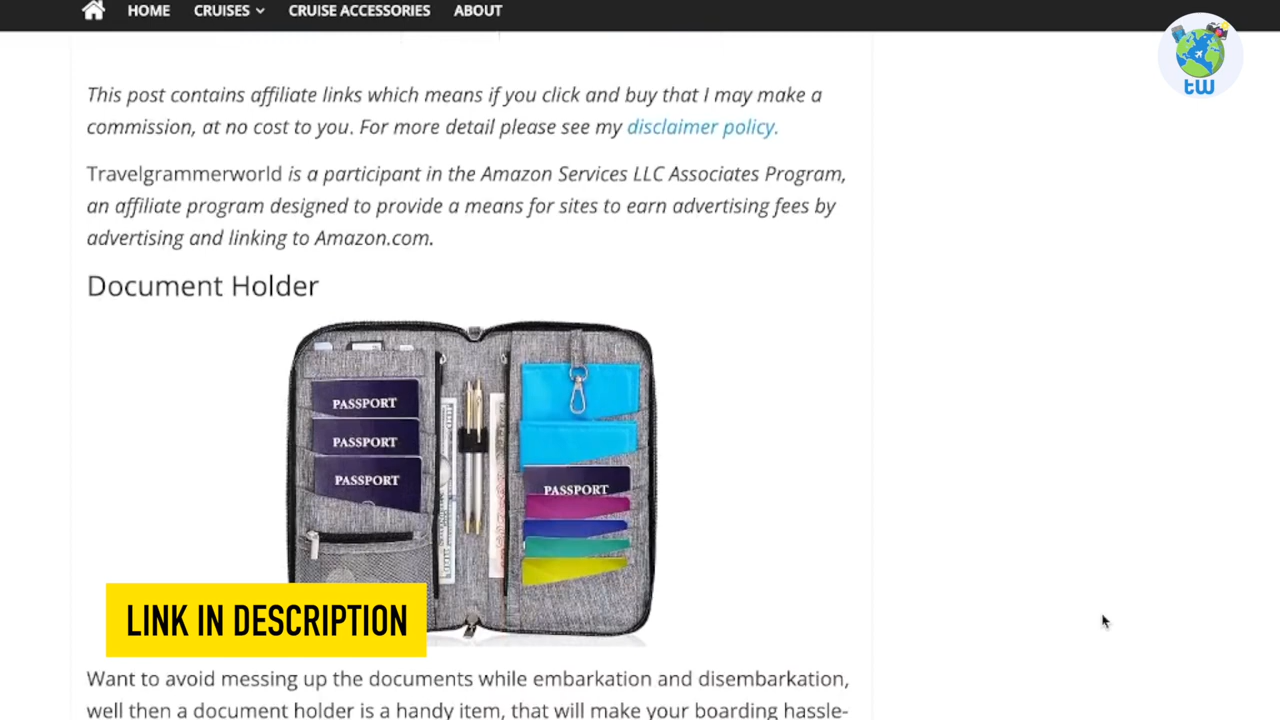 HOME CRUISES CRUISE ACCESSORIES ABOUT
tw
This post contains affiliate links which means if you click and buy that I may make a
commission, at no cost to you. For more detail please see my disclaimer policy.
Travelgrammerworld is a participant in the Amazon Services LLC Associates Program,
an affiliate program designed to provide a means for sites to earn advertising fees by
advertising and linking to Amazon.com.
Document Holder
PASSPORT
PASSPORT
PASSPORT
PASSPORT
LINK IN DESCRIPTION
Want to avoid messing up the documents while embarkation and disembarkation,
well then a document holder is a handy item, that will make your boarding hassle-